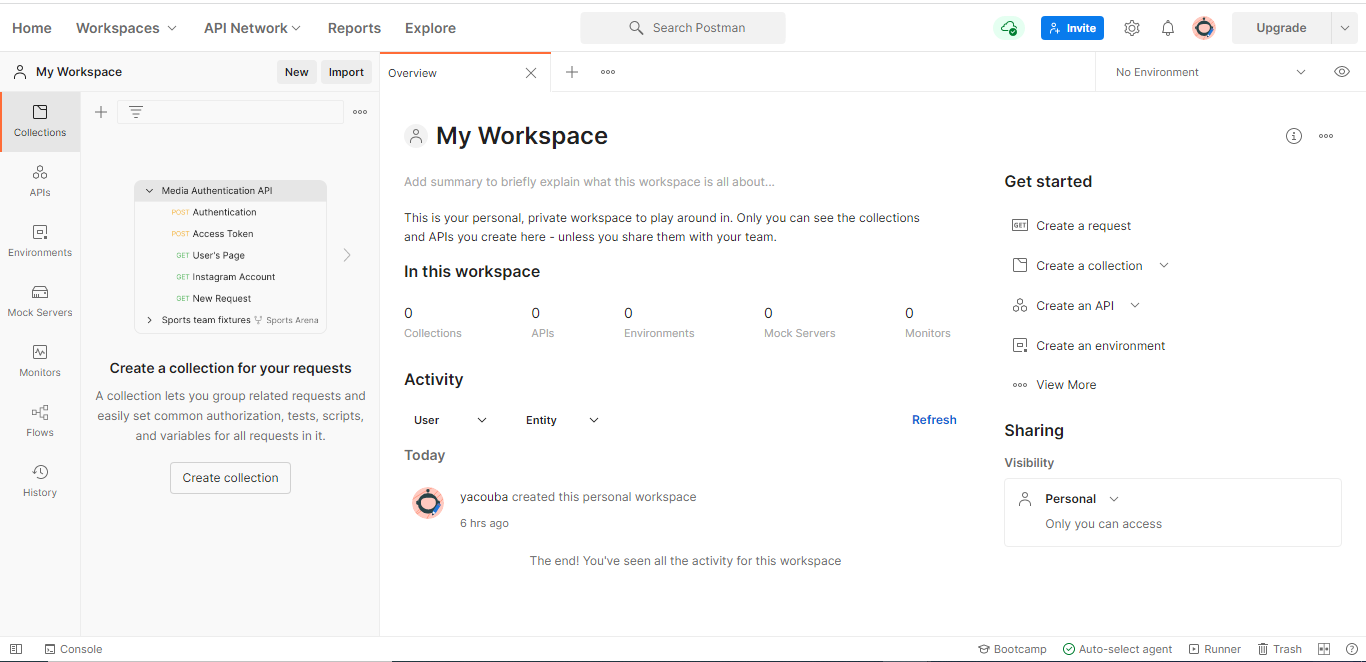 Home Workspaces API Network Reports Explore Search Postman Invite Upgrade
My Workspace New Import
Overview
No Environment
Collections
APIs
Environments
Mock Servers
Monitors
Flows
History
Media Authentication API
POST Authentication
POST Access Token
GET User's Page
GET Instagram Account
GET New Request
Sports team fixtures Sports Arena
Create a collection for your requests
A collection lets you group related requests and
easily set common authorization, tests, scripts,
and variables for all requests in it.
Create collection
My Workspace
Add summary to briefly explain what this workspace is all about...
This is your personal, private workspace to play around in. Only you can see the collections
and APIs you create here - unless you share them with your team.
In this workspace
0 0 0 0 0
Collections APIs Environments Mock Servers Monitors
Activity
User Entity Refresh
Today
yacouba created this personal workspace
6 hrs ago
The end! You've seen all the activity for this workspace
Get started
GET Create a request
Create a collection
Create an API
Create an environment
View More
Sharing
Visibility
Personal
Only you can access
Console Bootcamp Auto-select agent Runner Trash